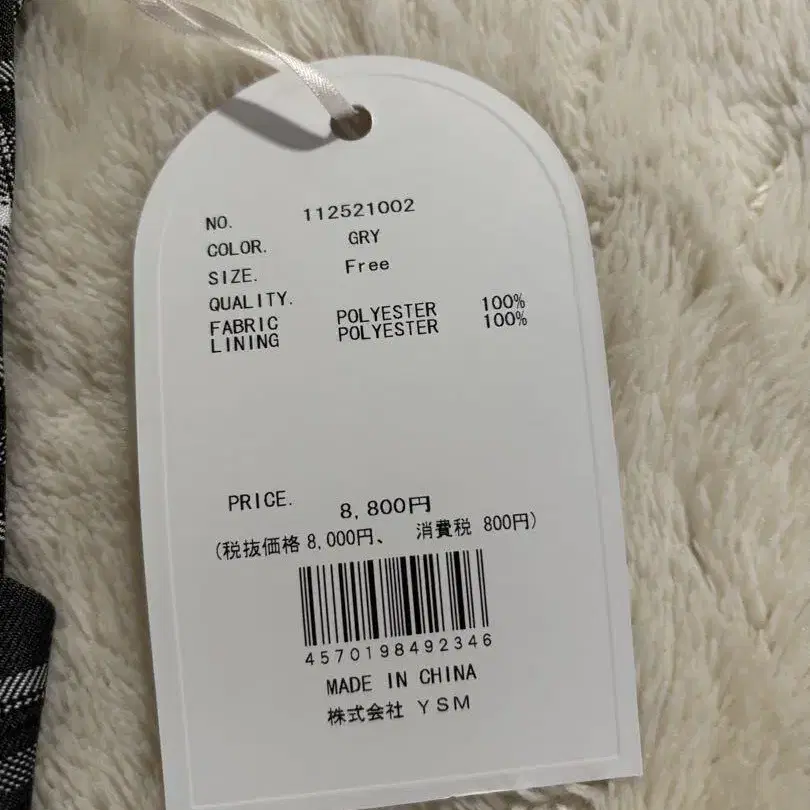 NO. 112521002
COLOR. GRY
SIZE. Free
QUALITY.
FABRIC POLYESTER 100%
LINING POLYESTER 100%
PRICE. 8,800円
(税抜価格 8,000円、 消費税 800円)
4570198492346
MADE IN CHINA
株式会社 YSM